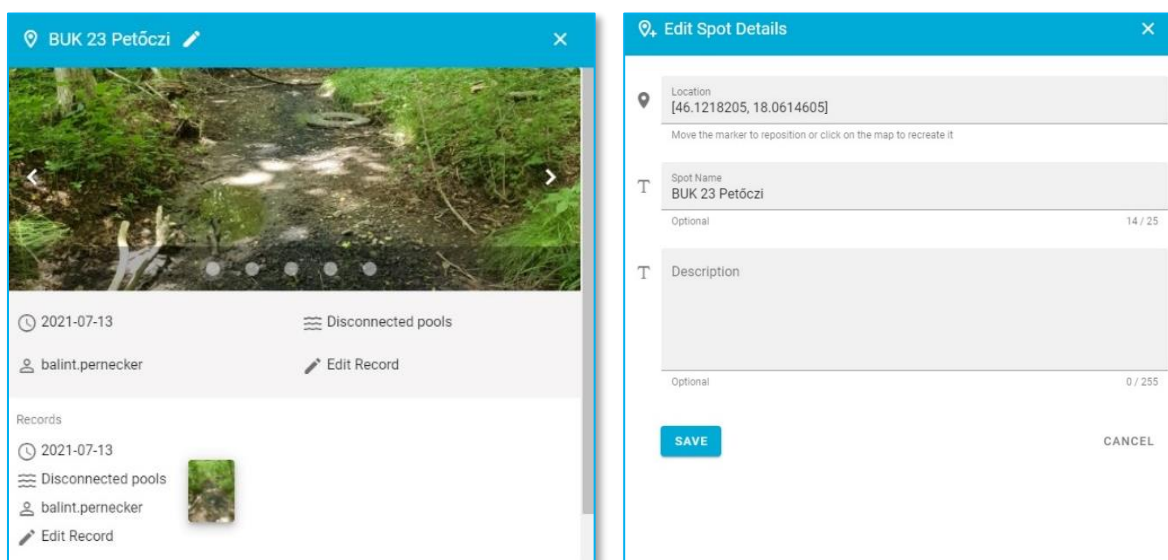 BUK 23 Petőczi
2021-07-13
Disconnected pools
balint.pernecker
Edit Record
Records
2021-07-13
Disconnected pools
balint.pernecker
Edit Record
Edit Spot Details
Location
[46.1218205, 18.0614605]
Move the marker to reposition or click on the map to recreate it
Spot Name
BUK 23 Petőczi
Optional
14 / 25
Description
Optional
0 / 255
SAVE
CANCEL